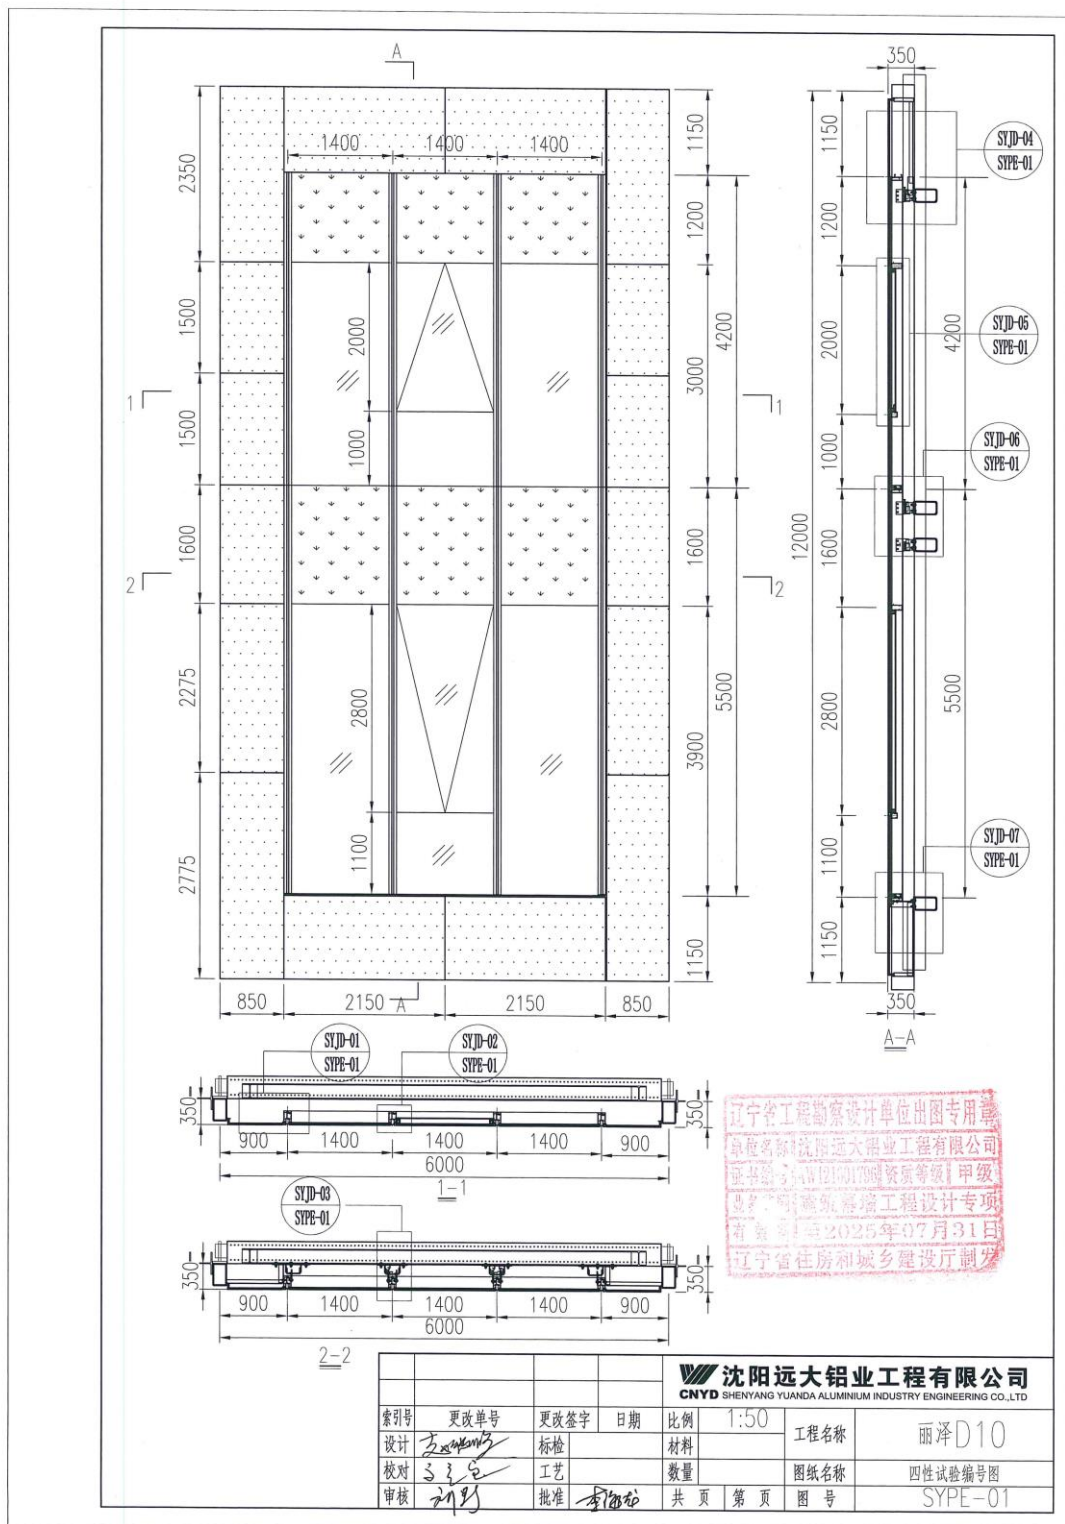 A
350
1400 1400 1400
2350
1150
1200
1500
2000
4200
3000
1
1
1500
1000
1600
1600
2
2
2275
2800
5500
3900
2775
1100
1150
850 2150 A 2150 850
12000
1150
1200
2000
4200
1000
1600
2800
5500
1100
1150
350
A-A
SYJD-04
SYPE-01
SYJD-05
SYPE-01
SYJD-06
SYPE-01
SYJD-07
SYPE-01
SYJD-01
SYPE-01
SYJD-02
SYPE-01
350 350
900 1400 1400 1400 900
6000
1-1
SYJD-03
SYPE-01
350 350
900 1400 1400 1400 900
6000
2-2
辽宁省工程勘察设计单位出图专用章
单位名称 沈阳远大铝业工程有限公司
资质等级 甲级
幕墙工程设计专项
至2025年07月31日
辽宁省住房和城乡建设厅制发
沈阳远大铝业工程有限公司
CNYD SHENYANG YUANDA ALUMINIUM INDUSTRY ENGINEERING CO.,LTD
索引号 更改单号 更改签字 日期 比例 1:50 工程名称 丽泽D10
设计 标检 材料
校对 工艺 数量 图纸名称 四性试验编号图
审核 批准 共 页 第 页 图 号 SYPE-01